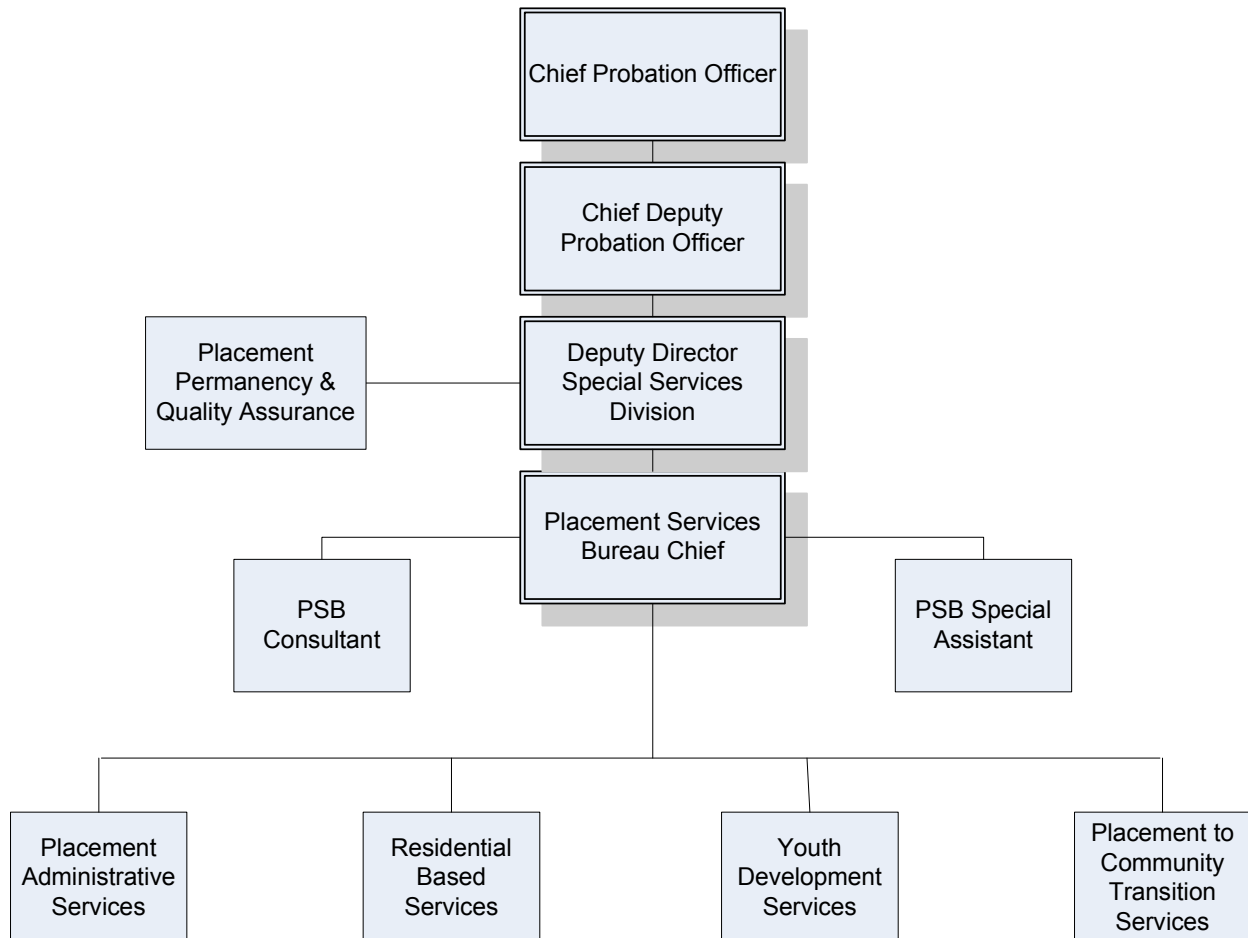 Chief Probation Officer
Chief Deputy
Probation Officer
Placement
Permanency &
Quality Assurance
Deputy Director
Special Services
Division
Placement Services
Bureau Chief
PSB
Consultant
PSB Special
Assistant
Placement
Administrative
Services
Residential
Based
Services
Youth
Development
Services
Placement to
Community
Transition
Services